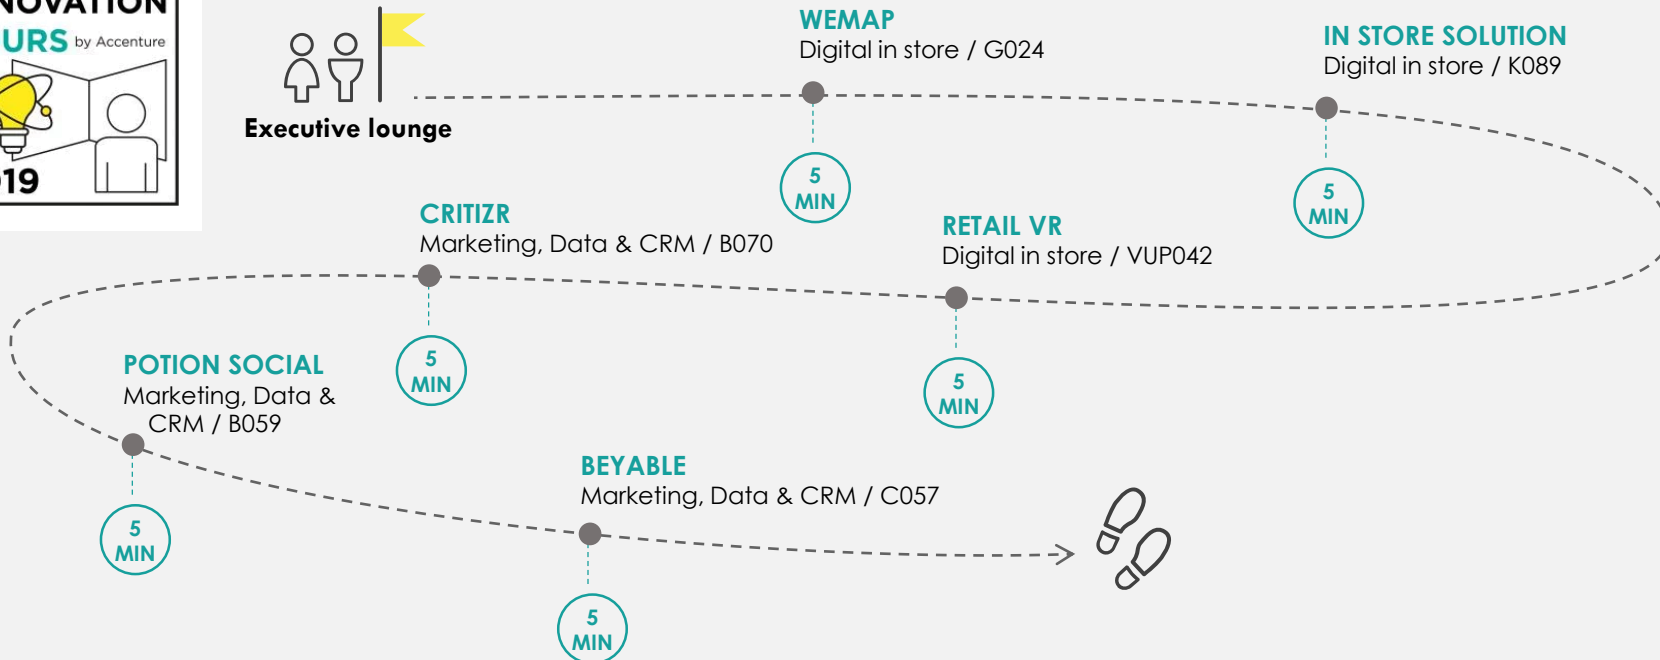 URS by Accenture
19
Executive lounge
WEMAP
Digital in store / G024
5
MIN
IN STORE SOLUTION
Digital in store / K089
5
MIN
RETAIL VR
Digital in store / VUP042
5
MIN
CRITIZR
Marketing, Data & CRM / B070
5
MIN
POTION SOCIAL
Marketing, Data &
CRM / B059
5
MIN
BEYABLE
Marketing, Data & CRM / C057
5
MIN